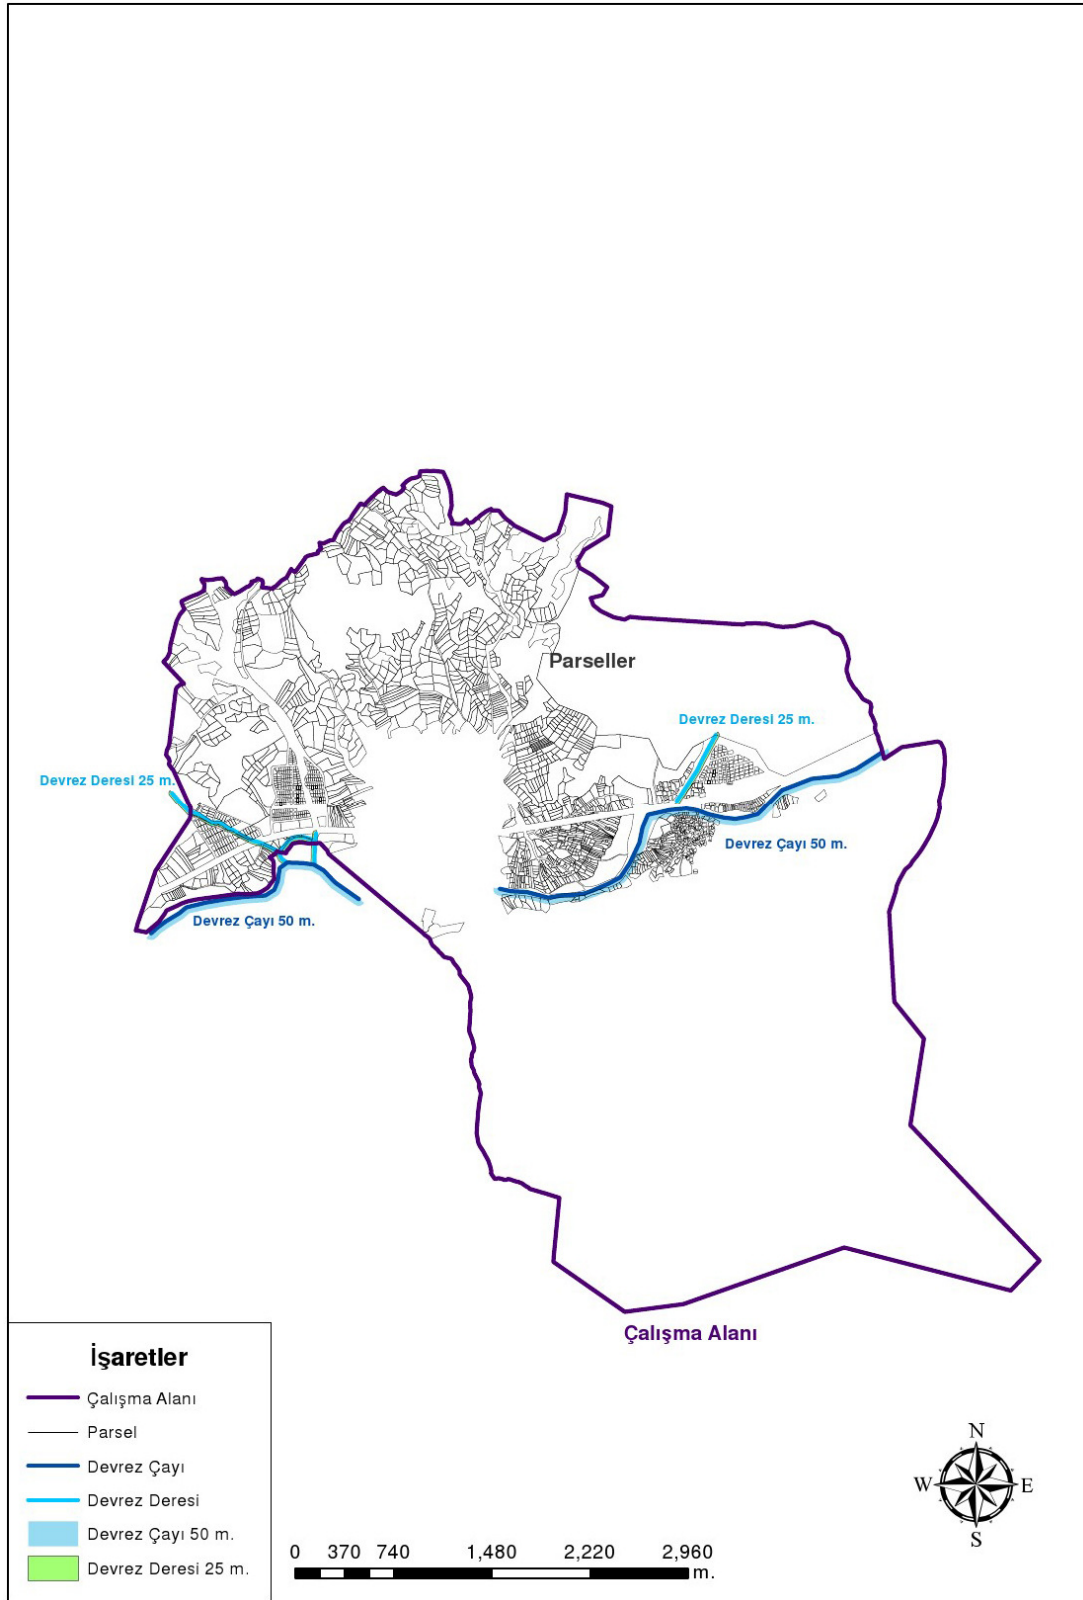 Parseller
Devrez Deresi 25 m.
Devrez Deresi 25 m.
Devrez Çayı 50 m.
Devrez Çayı 50 m.
Çalışma Alanı
İşaretler
Çalışma Alanı
Parsel
Devrez Çayı
Devrez Deresi
Devrez Çayı 50 m.
Devrez Deresi 25 m.
0 370 740 1,480 2,220 2,960
m.
N
W E
S